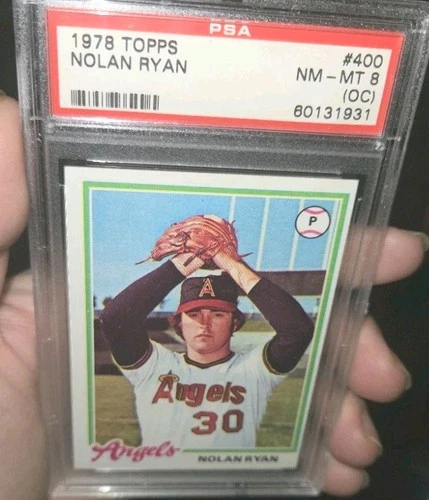 PSA
1978 TOPPS #400
NOLAN RYAN NM-MT 8
(OC)
60131931
P
A
Angels
30
Angels NOLAN RYAN